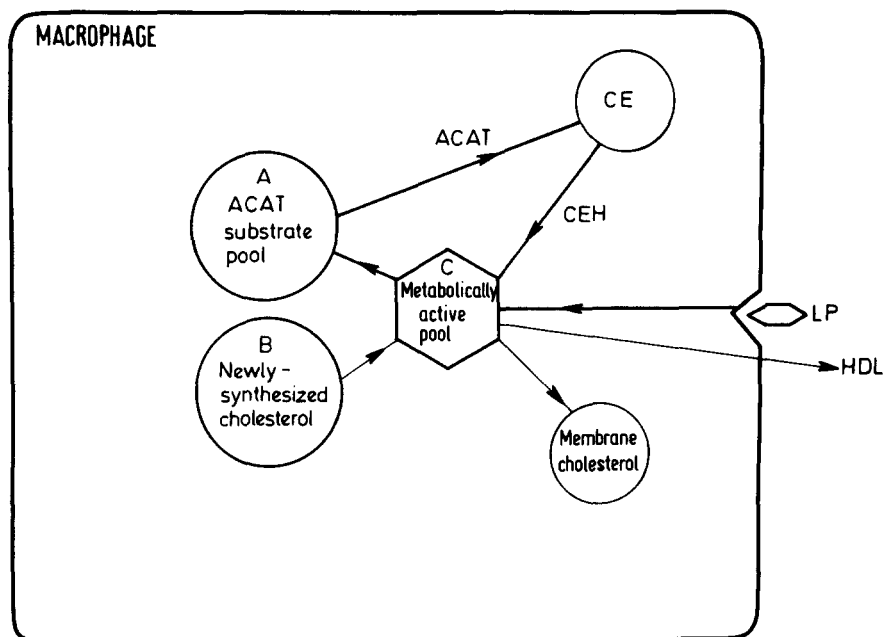 MACROPHAGE
CE
ACAT
A
ACAT
substrate
pool
CEH
C
Metabolically
active
pool
LP
HDL
B
Newly-
synthesized
cholesterol
Membrane
cholesterol